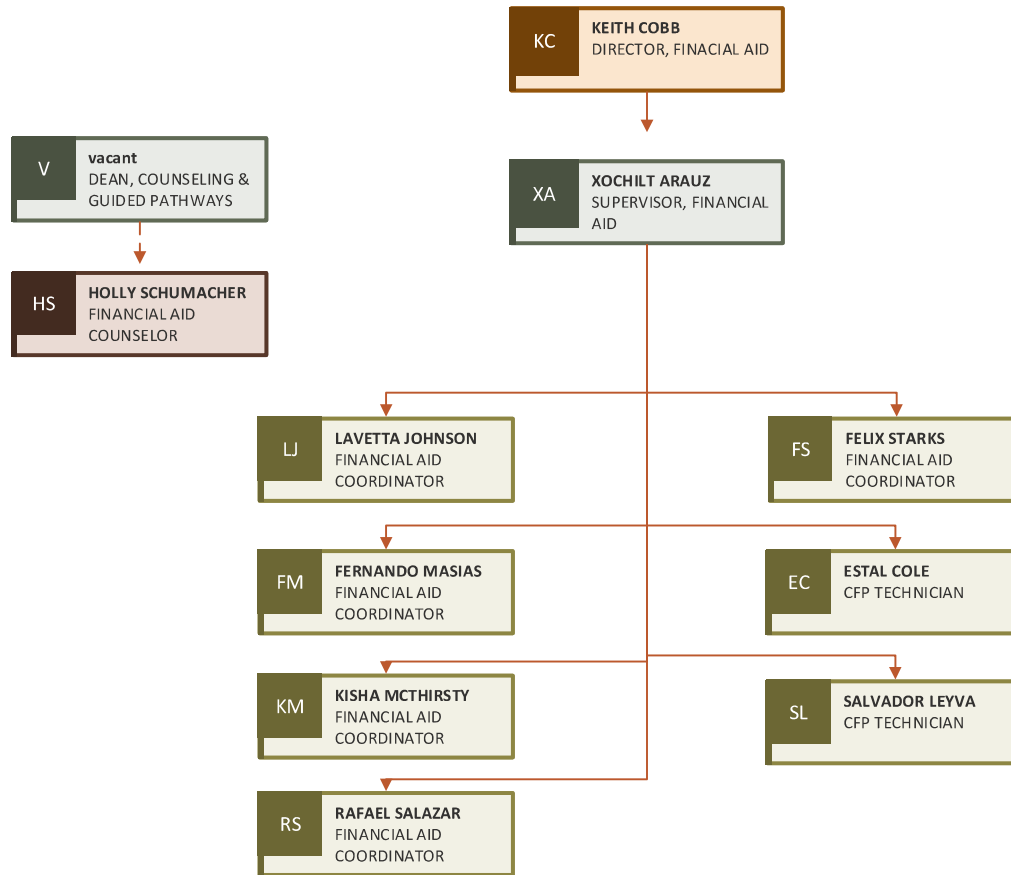 KC
KEITH COBB
DIRECTOR, FINACIAL AID
V
vacant
DEAN, COUNSELING &
GUIDED PATHWAYS
XA
XOCHILT ARAUZ
SUPERVISOR, FINANCIAL
AID
HS
HOLLY SCHUMACHER
FINANCIAL AID
COUNSELOR
LJ
LAVETTA JOHNSON
FINANCIAL AID
COORDINATOR
FS
FELIX STARKS
FINANCIAL AID
COORDINATOR
FM
FERNANDO MASIAS
FINANCIAL AID
COORDINATOR
EC
ESTAL COLE
CFP TECHNICIAN
KM
KISHA MCTHIRSTY
FINANCIAL AID
COORDINATOR
SL
SALVADOR LEYVA
CFP TECHNICIAN
RS
RAFAEL SALAZAR
FINANCIAL AID
COORDINATOR